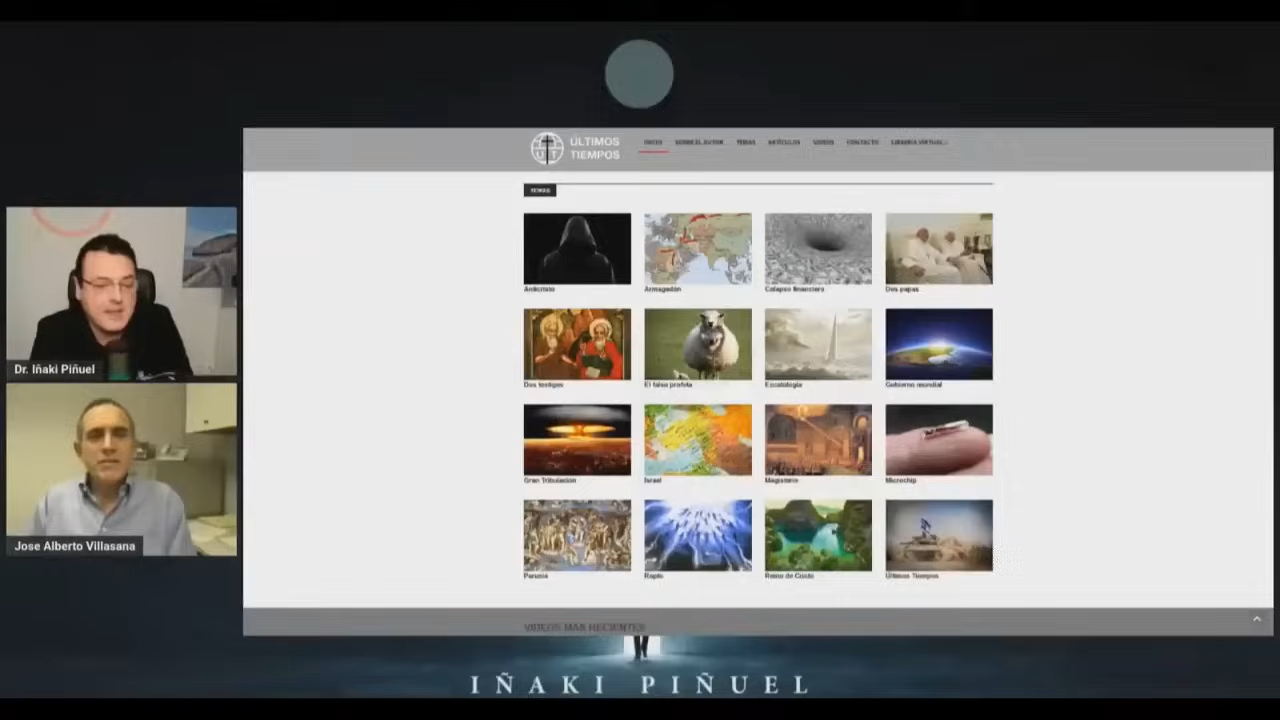 ÚLTIMOS
TIEMPOS
INICIO SOBRE EL AUTOR TEMAS ARTÍCULOS VIDEOS CONTACTO LIBRERÍA VIRTUAL
TEMAS
Anticristo Armagedón Colapso financiero Dos papas
Dos testigos El falso profeta Escatología Gobierno mundial
Gran Tribulación Israel Magisterio Microchip
Parusía Rapto Reino de Cristo Últimos Tiempos
VIDEOS MÁS RECIENTES
Dr. Iñaki Piñuel
Jose Alberto Villasana
IÑAKI PIÑUEL